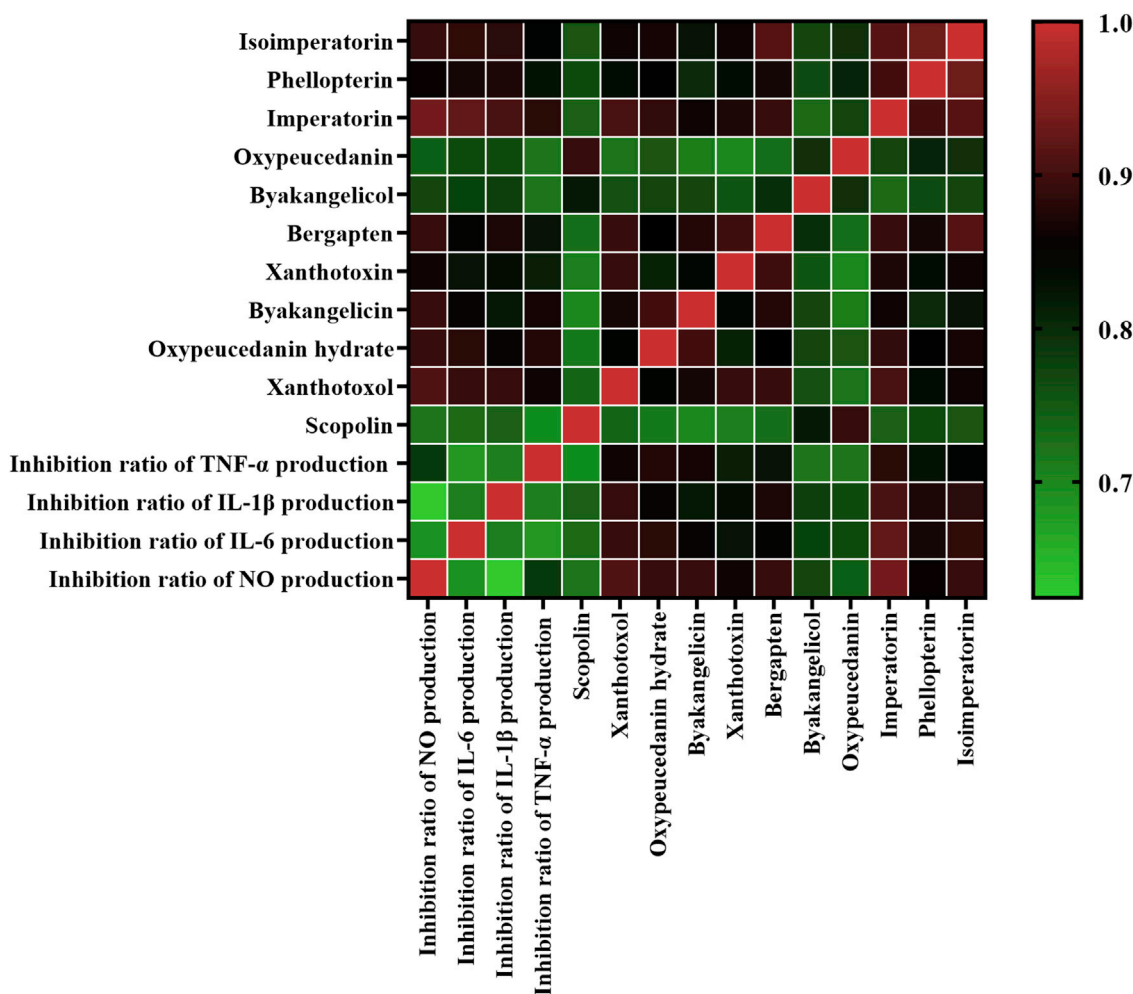 Isoimperatorin
Phellopterin
Imperatorin
Oxypeucedanin
Byakangelicol
Bergapten
Xanthotoxin
Byakangelicin
Oxypeucedanin hydrate
Xanthotoxol
Scopolin
Inhibition ratio of TNF-α production
Inhibition ratio of IL-1β production
Inhibition ratio of IL-6 production
Inhibition ratio of NO production
Inhibition ratio of NO production
Inhibition ratio of IL-6 production
Inhibition ratio of IL-1β production
Inhibition ratio of TNF-α production
Scopolin
Xanthotoxol
Oxypeucedanin hydrate
Byakangelicin
Xanthotoxin
Bergapten
Byakangelicol
Oxypeucedanin
Imperatorin
Phellopterin
Isoimperatorin
1.0
0.9
0.8
0.7